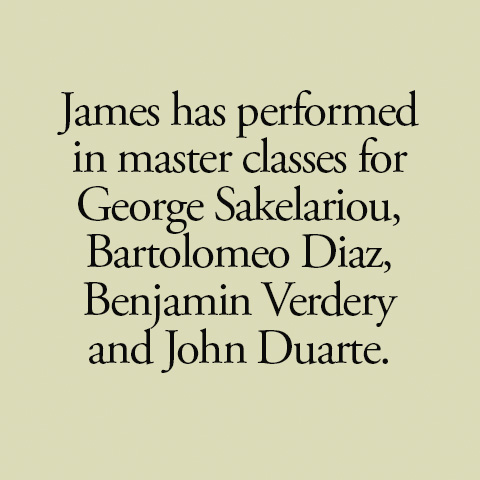 James has performed
in master classes for
George Sakelariou,
Bartolomeo Diaz,
Benjamin Verdery
and John Duarte.